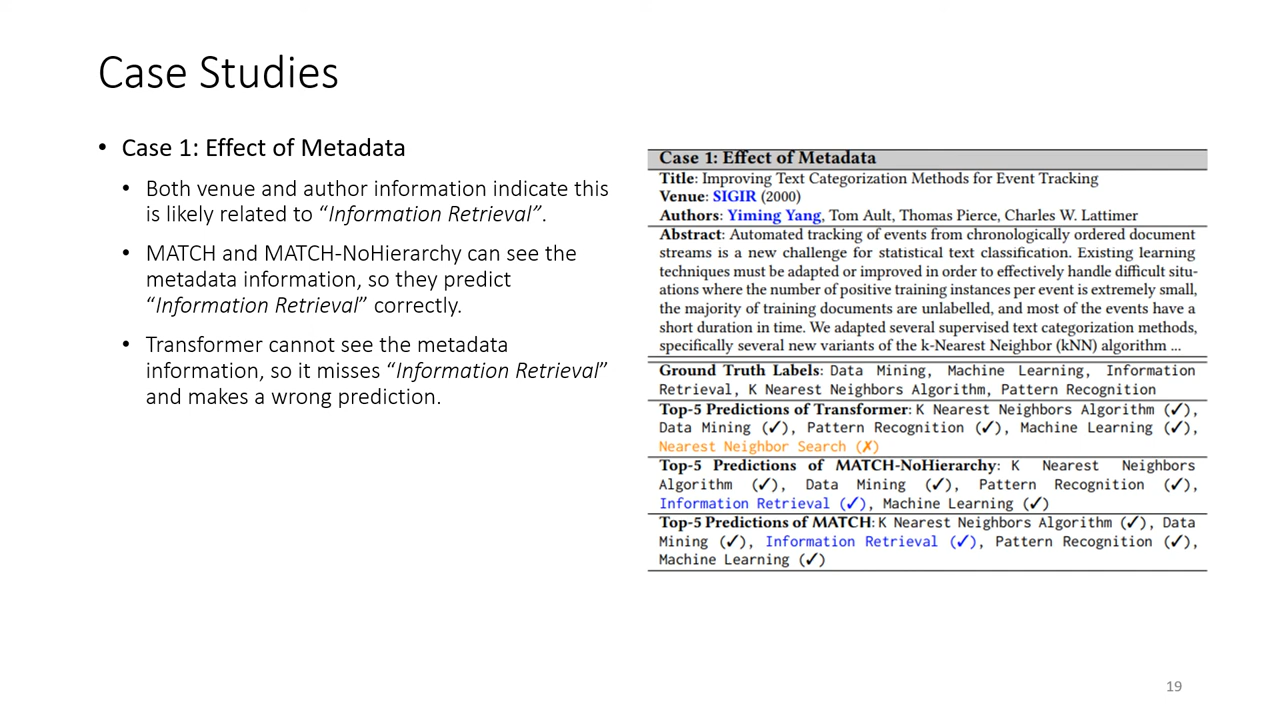 Case Studies
• Case 1: Effect of Metadata
• Both venue and author information indicate this
is likely related to “Information Retrieval”.
• MATCH and MATCH-NoHierarchy can see the
metadata information, so they predict
“Information Retrieval” correctly.
• Transformer cannot see the metadata
information, so it misses “Information Retrieval”
and makes a wrong prediction.
Case 1: Effect of Metadata
Title: Improving Text Categorization Methods for Event Tracking
Venue: SIGIR (2000)
Authors: Yiming Yang, Tom Ault, Thomas Pierce, Charles W. Lattimer
Abstract: Automated tracking of events from chronologically ordered document
streams is a new challenge for statistical text classification. Existing learning
techniques must be adapted or improved in order to effectively handle difficult situ-
ations where the number of positive training instances per event is extremely small,
the majority of training documents are unlabelled, and most of the events have a
short duration in time. We adapted several supervised text categorization methods,
specifically several new variants of the k-Nearest Neighbor (kNN) algorithm ...
Ground Truth Labels: Data Mining, Machine Learning, Information
Retrieval, K Nearest Neighbors Algorithm, Pattern Recognition
Top-5 Predictions of Transformer: K Nearest Neighbors Algorithm (✓),
Data Mining (✓), Pattern Recognition (✓), Machine Learning (✓),
Nearest Neighbor Search (✗)
Top-5 Predictions of MATCH-NoHierarchy: K Nearest Neighbors
Algorithm (✓), Data Mining (✓), Pattern Recognition (✓),
Information Retrieval (✓), Machine Learning (✓)
Top-5 Predictions of MATCH: K Nearest Neighbors Algorithm (✓), Data
Mining (✓), Information Retrieval (✓), Pattern Recognition (✓),
Machine Learning (✓)
19